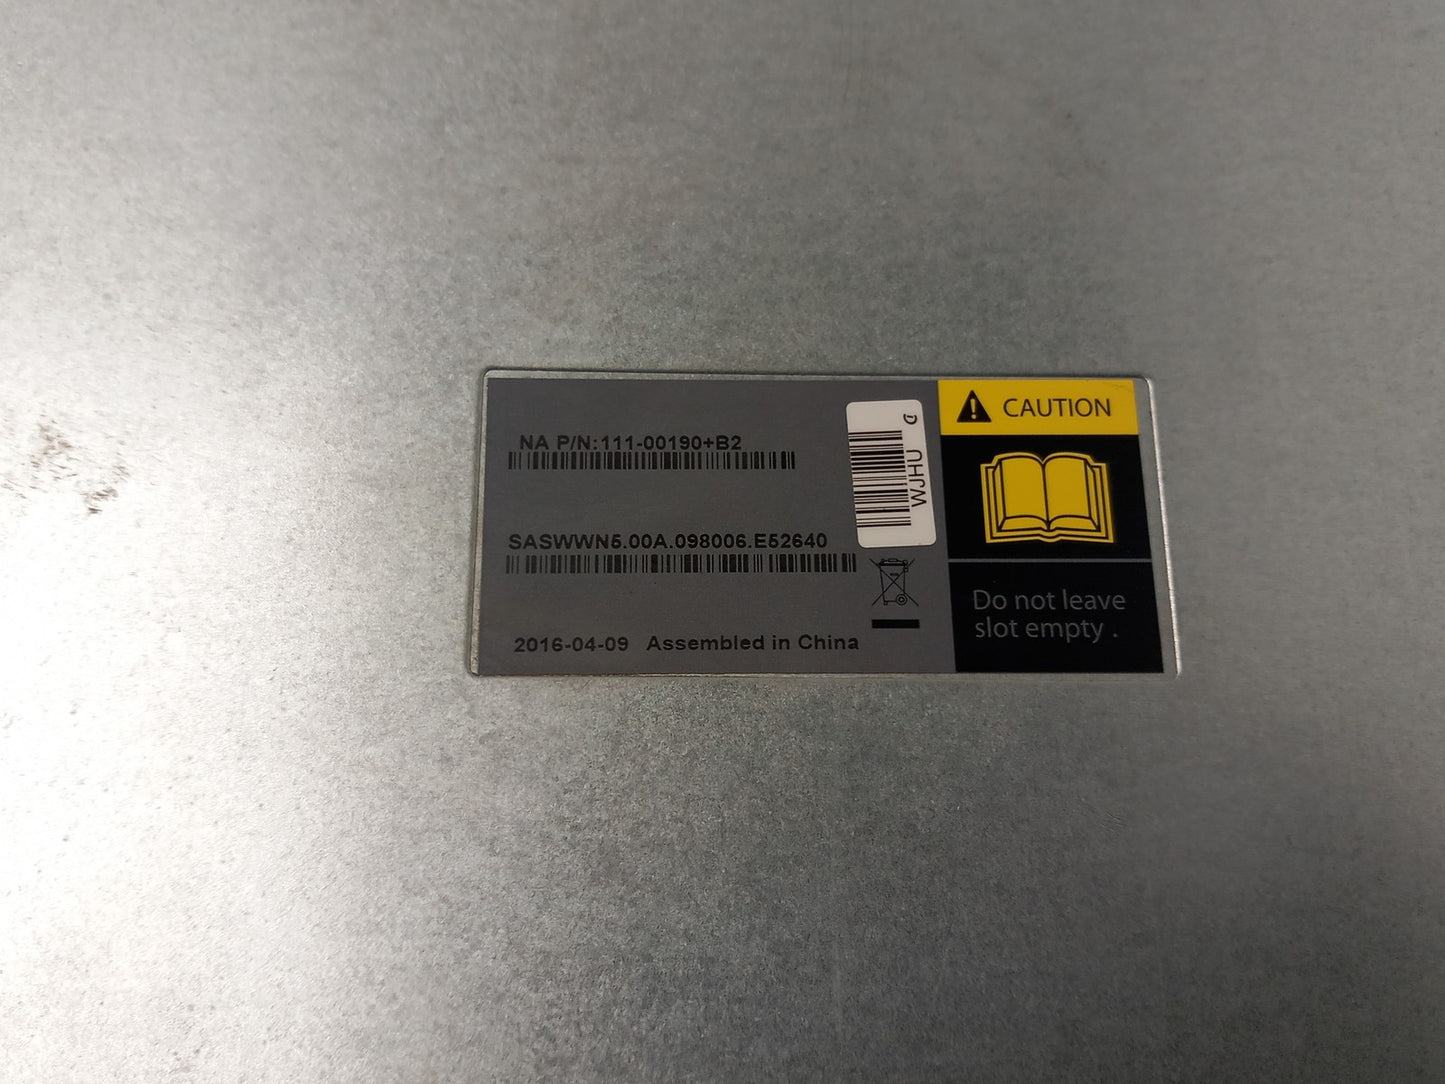 NA P/N:111-00190+B2
SASWWN5.00A.098006.E52640
2016-04-09 Assembled in China
WJHU
CAUTION
Do not leave
slot empty .